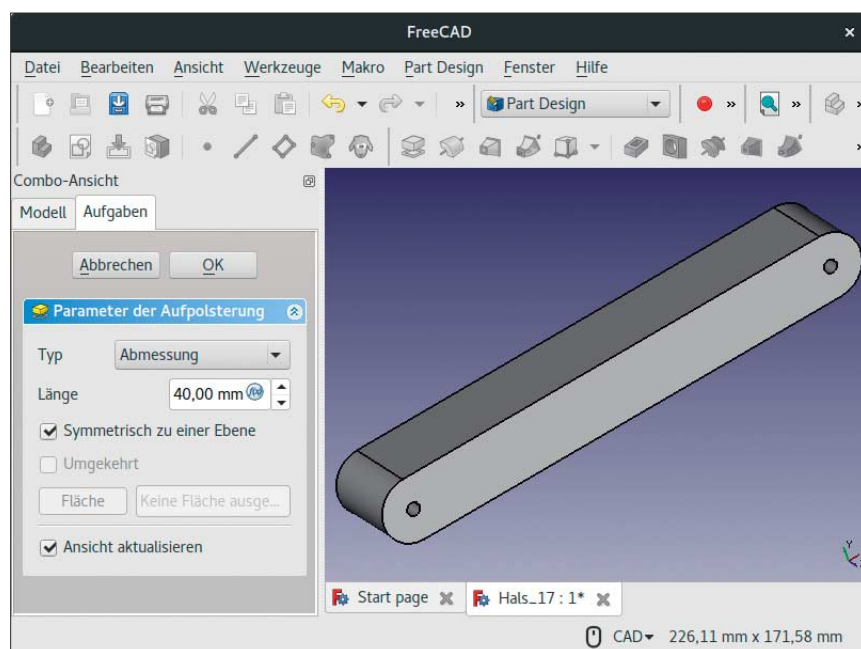 FreeCAD
Datei Bearbeiten Ansicht Werkzeuge Makro Part Design Fenster Hilfe
Part Design
Combo-Ansicht
Modell Aufgaben
Abbrechen OK
Parameter der Aufpolsterung
Typ Abmessung
Länge 40,00 mm
Symmetrisch zu einer Ebene
Umgekehrt
Fläche Keine Fläche ausge...
Ansicht aktualisieren
Y
Start page Hals_17 : 1*
CAD 226,11 mm x 171,58 mm